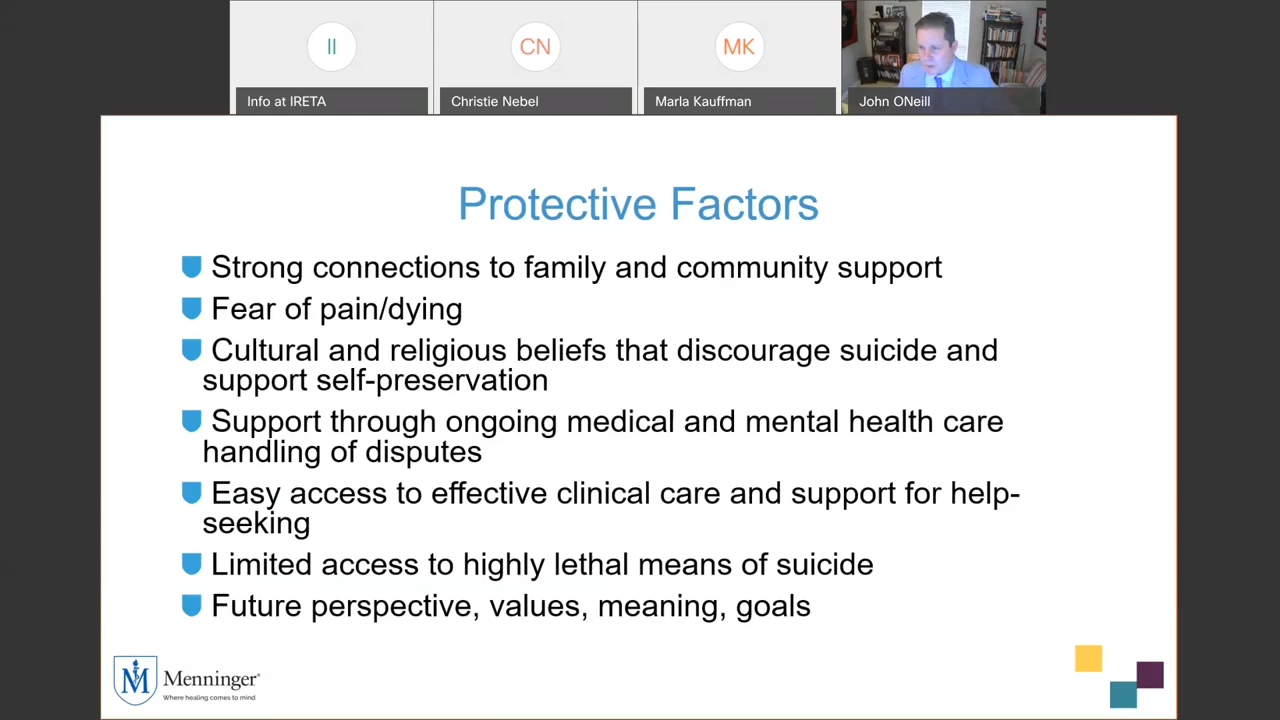 II
CN
MK
Info at IRETA
Christie Nebel
Marla Kauffman
John ONeill
Protective Factors
Strong connections to family and community support
Fear of pain/dying
Cultural and religious beliefs that discourage suicide and
support self-preservation
Support through ongoing medical and mental health care
handling of disputes
Easy access to effective clinical care and support for help-
seeking
Limited access to highly lethal means of suicide
Future perspective, values, meaning, goals
M
Menninger®
Where healing comes to mind